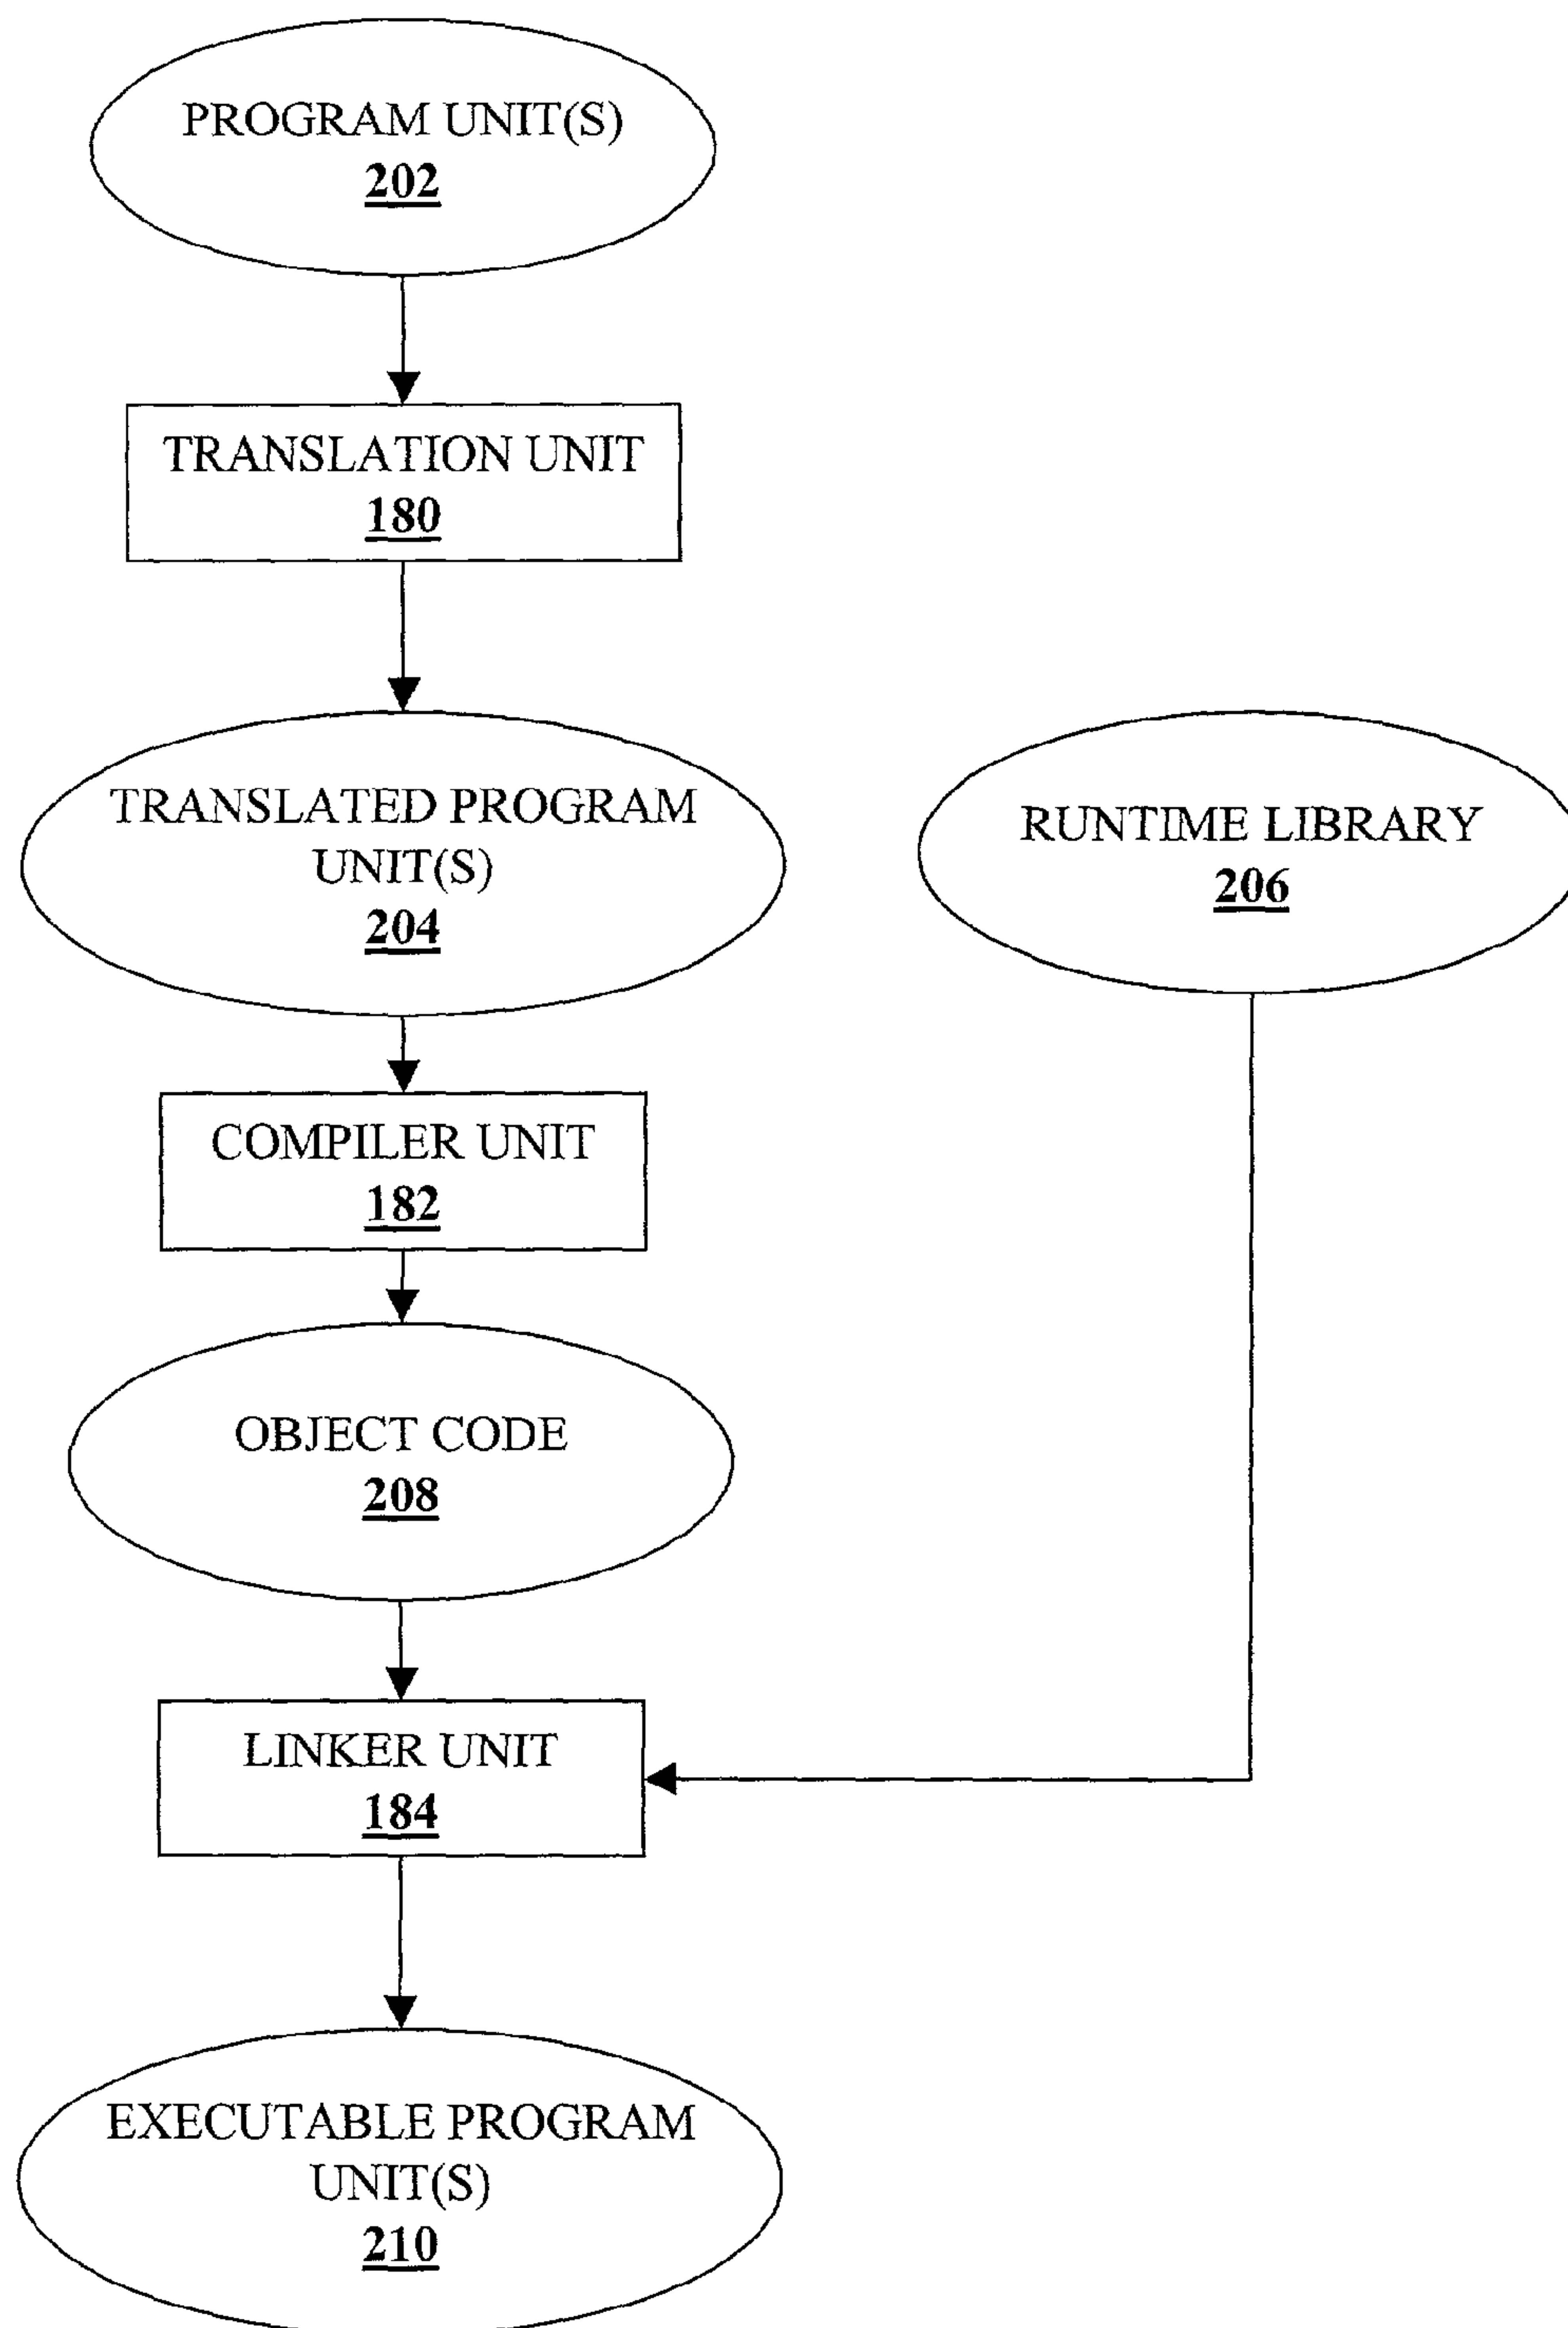 PROGRAM UNIT(S)
202
TRANSLATION UNIT
180
TRANSLATED PROGRAM
UNIT(S)
204
RUNTIME LIBRARY
206
COMPILER UNIT
182
OBJECT CODE
208
LINKER UNIT
184
EXECUTABLE PROGRAM
UNIT(S)
210